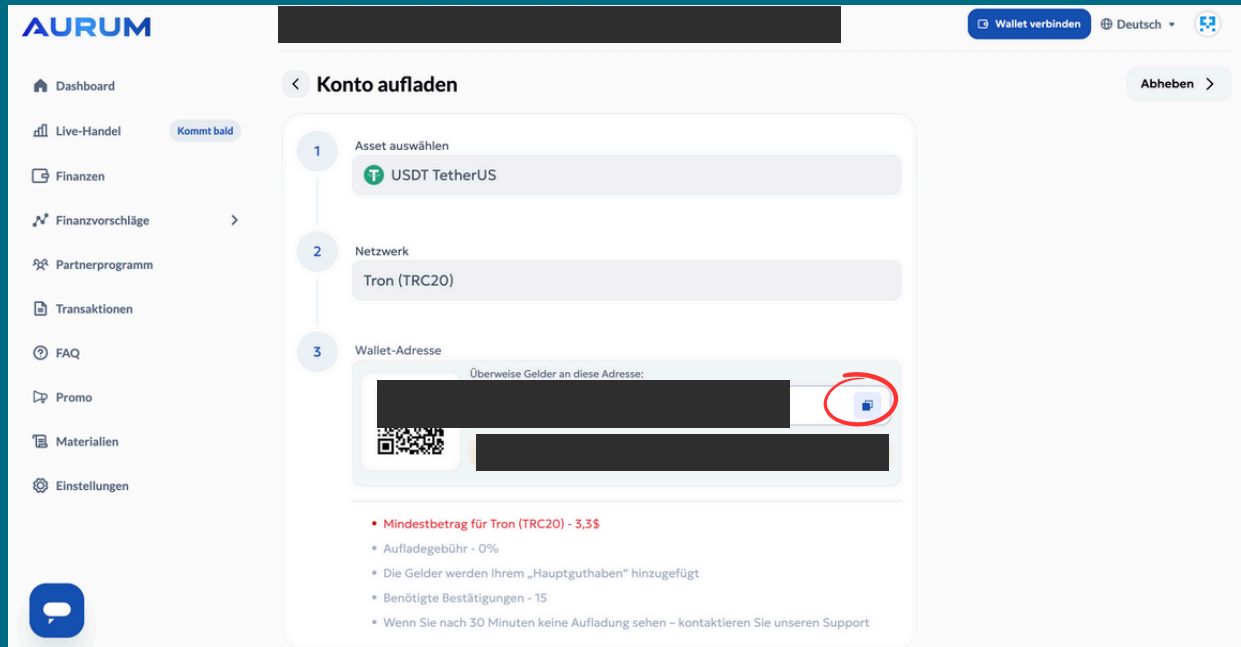 AURUM
Wallet verbinden
Deutsch
Dashboard
Live-Handel
Kommt bald
Finanzen
Finanzvorschläge
Partnerprogramm
Transaktionen
FAQ
Promo
Materialien
Einstellungen
Konto aufladen
Abheben
1
Asset auswählen
USDT TetherUS
2
Netzwerk
Tron (TRC20)
3
Wallet-Adresse
Überweise Gelder an diese Adresse:
• Mindestbetrag für Tron (TRC20) - 3,3$
• Aufladegebühr - 0%
• Die Gelder werden Ihrem „Hauptguthaben“ hinzugefügt
• Benötigte Bestätigungen - 15
• Wenn Sie nach 30 Minuten keine Aufladung sehen – kontaktieren Sie unseren Support